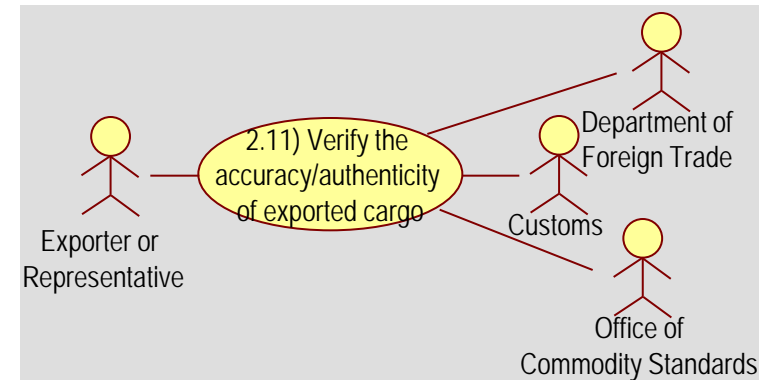 2.11) Verify the
accuracy/authenticity
of exported cargo
Exporter or
Representative
Department of
Foreign Trade
Customs
Office of
Commodity Standards